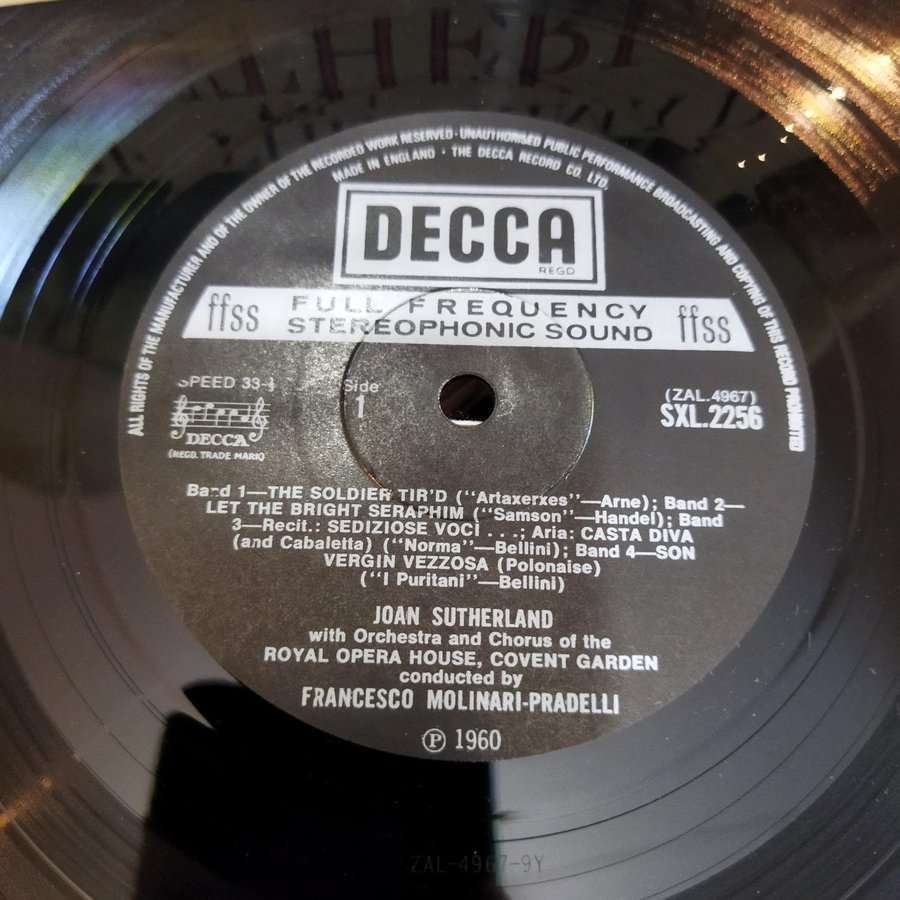 ALL RIGHTS OF THE MANUFACTURER AND OF THE OWNER OF THE RECORDED WORK RESERVED · UNAUTHORISED PUBLIC PERFORMANCE BROADCASTING AND COPYING OF THIS RECORD PROHIBITED
MADE IN ENGLAND · THE DECCA RECORD CO. LTD.
DECCA
REGD.
ffss FULL FREQUENCY STEREOPHONIC SOUND ffss
SPEED 33⅓
Side
1
(ZAL.4967)
SXL.2256
DECCA
(REGD. TRADE MARK)
Band 1—THE SOLDIER TIR'D ("Artaxerxes"—Arne); Band 2—
LET THE BRIGHT SERAPHIM ("Samson"—Handel); Band
3—Recit.: SEDIZIOSE VOCI . . .; Aria: CASTA DIVA
(and Cabaletta) ("Norma"—Bellini); Band 4—SON
VERGIN VEZZOSA (Polonaise)
("I Puritani"—Bellini)
JOAN SUTHERLAND
with Orchestra and Chorus of the
ROYAL OPERA HOUSE, COVENT GARDEN
conducted by
FRANCESCO MOLINARI-PRADELLI
℗ 1960
ZAL-4967-9Y